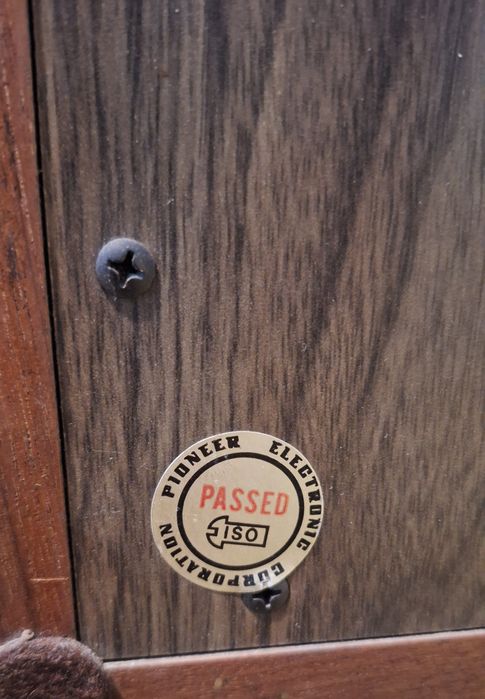 PIONEER ELECTRONIC CORPORATION
PASSED
ISO